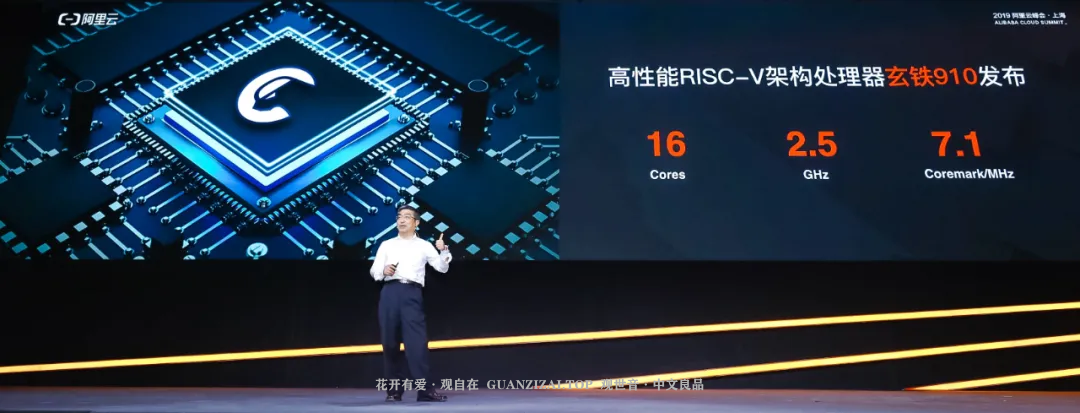 阿里云
2019 阿里云峰会·上海
ALIBABA CLOUD SUMMIT
高性能RISC-V架构处理器玄铁910发布
16
Cores
2.5
GHz
7.1
Coremark/MHz
花开有爱·观自在 GUANZIZAI.TOP 观世音·中文良品